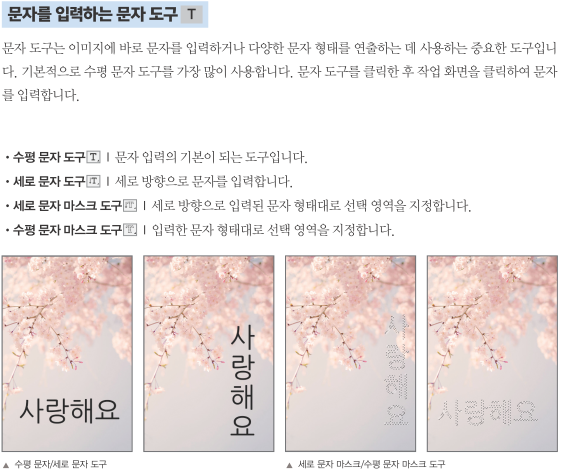 문자를 입력하는 문자 도구 T
문자 도구는 이미지에 바로 문자를 입력하거나 다양한 문자 형태를 연출하는 데 사용하는 중요한 도구입니
다. 기본적으로 수평 문자 도구를 가장 많이 사용합니다. 문자 도구를 클릭한 후 작업 화면을 클릭하여 문자
를 입력합니다.
• 수평 문자 도구 T | 문자 입력의 기본이 되는 도구입니다.
• 세로 문자 도구 T | 세로 방향으로 문자를 입력합니다.
• 세로 문자 마스크 도구 T | 세로 방향으로 입력된 문자 형태대로 선택 영역을 지정합니다.
• 수평 문자 마스크 도구 T | 입력한 문자 형태대로 선택 영역을 지정합니다.
사랑해요
사랑해요
사랑해요
사랑해요
▲ 수평 문자/세로 문자 도구
▲ 세로 문자 마스크/수평 문자 마스크 도구